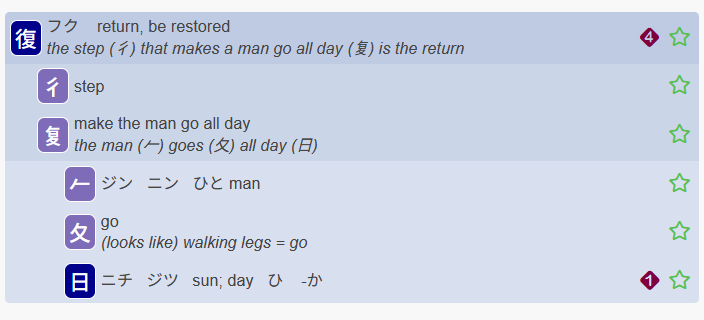 復 フク return, be restored 4
the step (彳) that makes a man go all day (复) is the return
彳 step
复 make the man go all day
the man (𠂉) goes (夂) all day (日)
𠂉 ジン ニン ひと man
夂 go
(looks like) walking legs = go
日 ニチ ジツ sun; day ひ -か 1